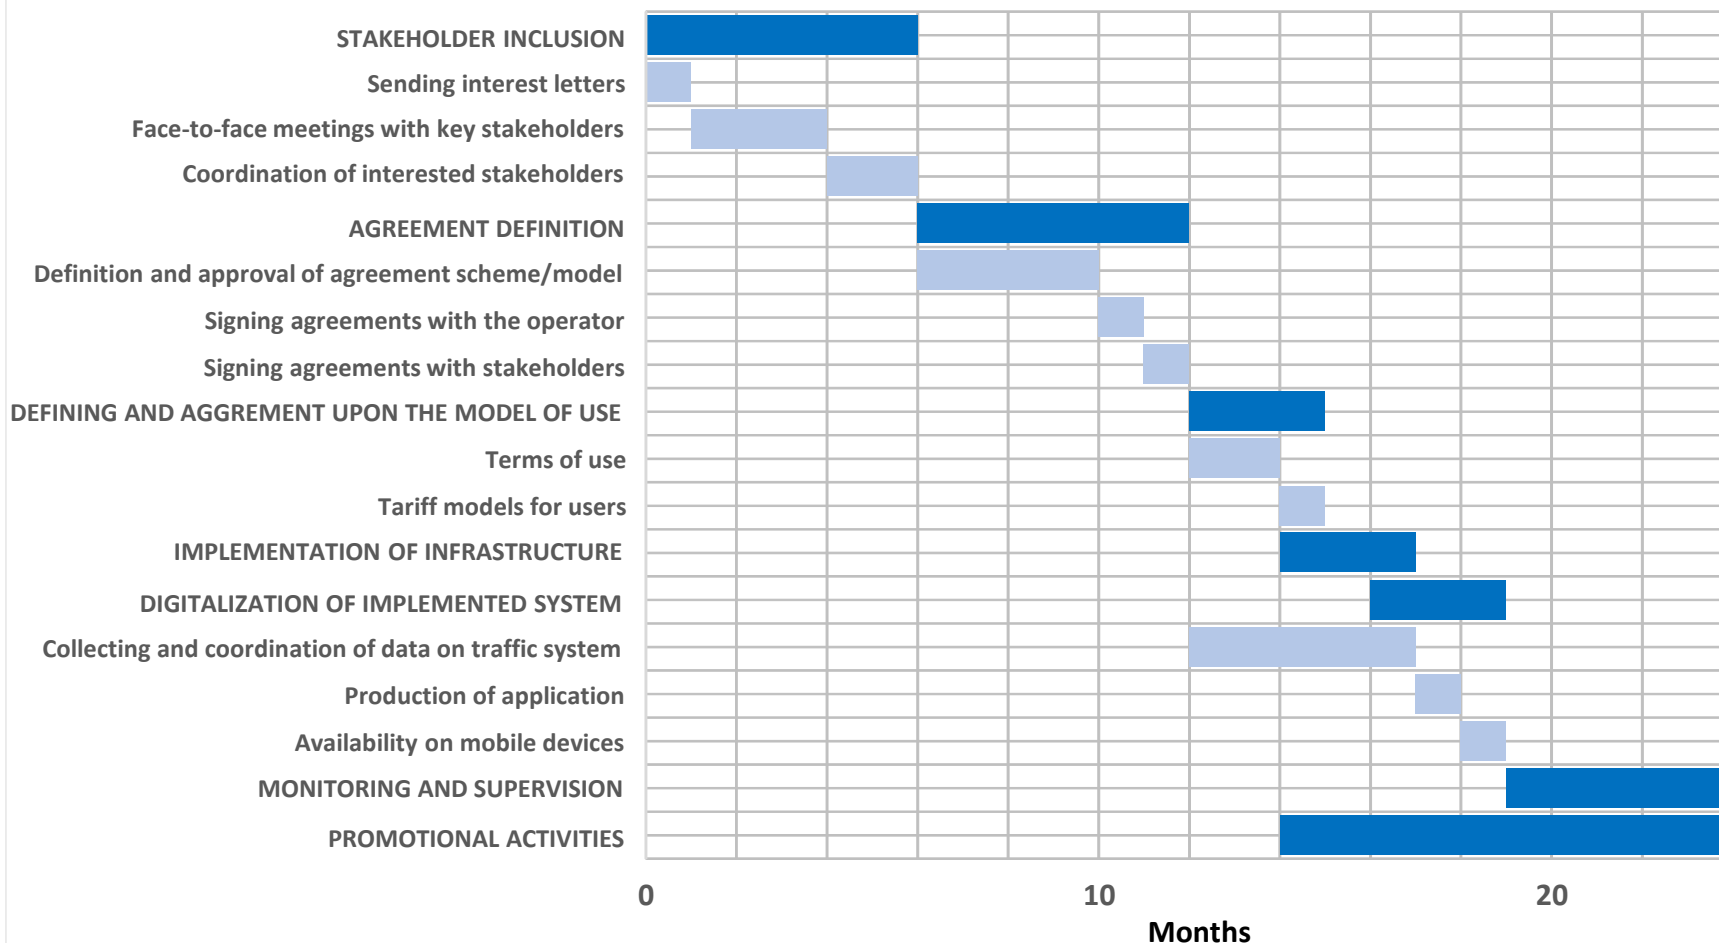 STAKEHOLDER INCLUSION
Sending interest letters
Face-to-face meetings with key stakeholders
Coordination of interested stakeholders
AGREEMENT DEFINITION
Definition and approval of agreement scheme/model
Signing agreements with the operator
Signing agreements with stakeholders
DEFINING AND AGGREMENT UPON THE MODEL OF USE
Terms of use
Tariff models for users
IMPLEMENTATION OF INFRASTRUCTURE
DIGITALIZATION OF IMPLEMENTED SYSTEM
Collecting and coordination of data on traffic system
Production of application
Availability on mobile devices
MONITORING AND SUPERVISION
PROMOTIONAL ACTIVITIES
0 10 20
Months